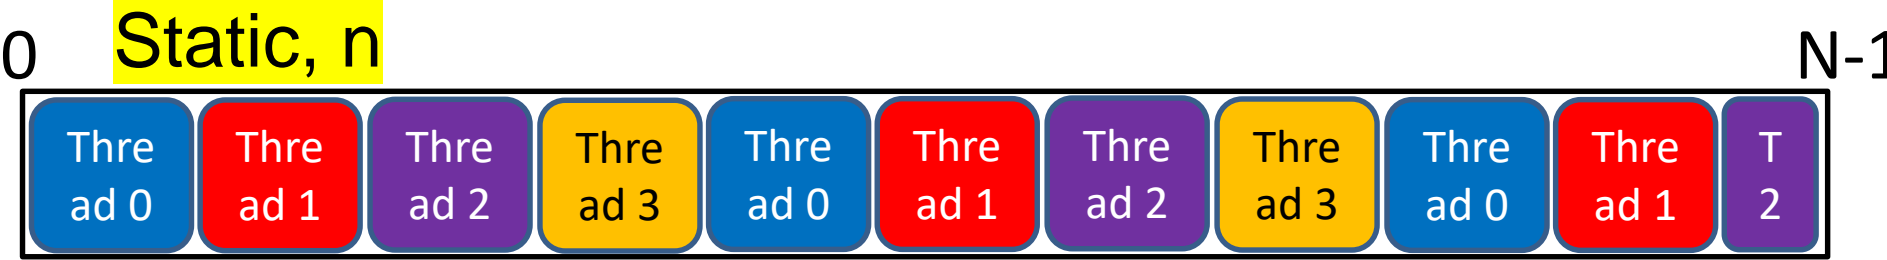 0 Static, n N-1
Thre ad 0
Thre ad 1
Thre ad 2
Thre ad 3
Thre ad 0
Thre ad 1
Thre ad 2
Thre ad 3
Thre ad 0
Thre ad 1
T 2